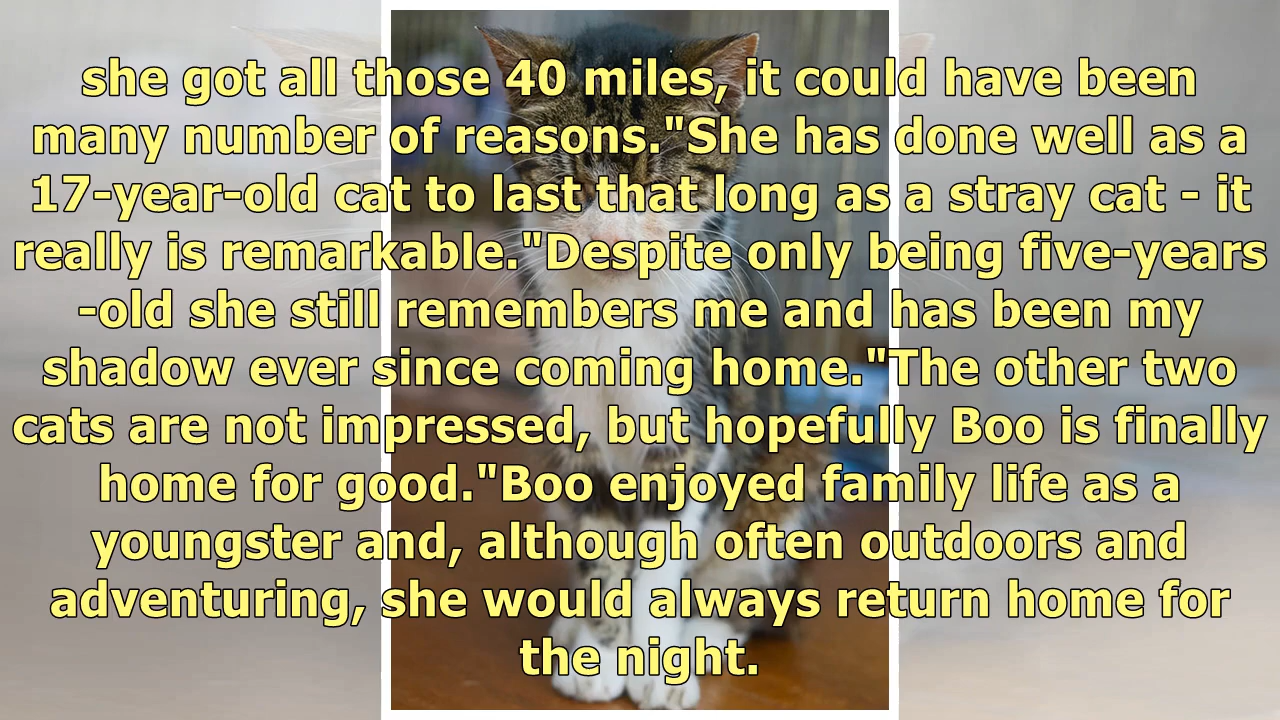 she got all those 40 miles, it could have been
many number of reasons."She has done well as a
17-year-old cat to last that long as a stray cat - it
really is remarkable."Despite only being five-years
-old she still remembers me and has been my
shadow ever since coming home."The other two
cats are not impressed, but hopefully Boo is finally
home for good."Boo enjoyed family life as a
youngster and, although often outdoors and
adventuring, she would always return home for
the night.